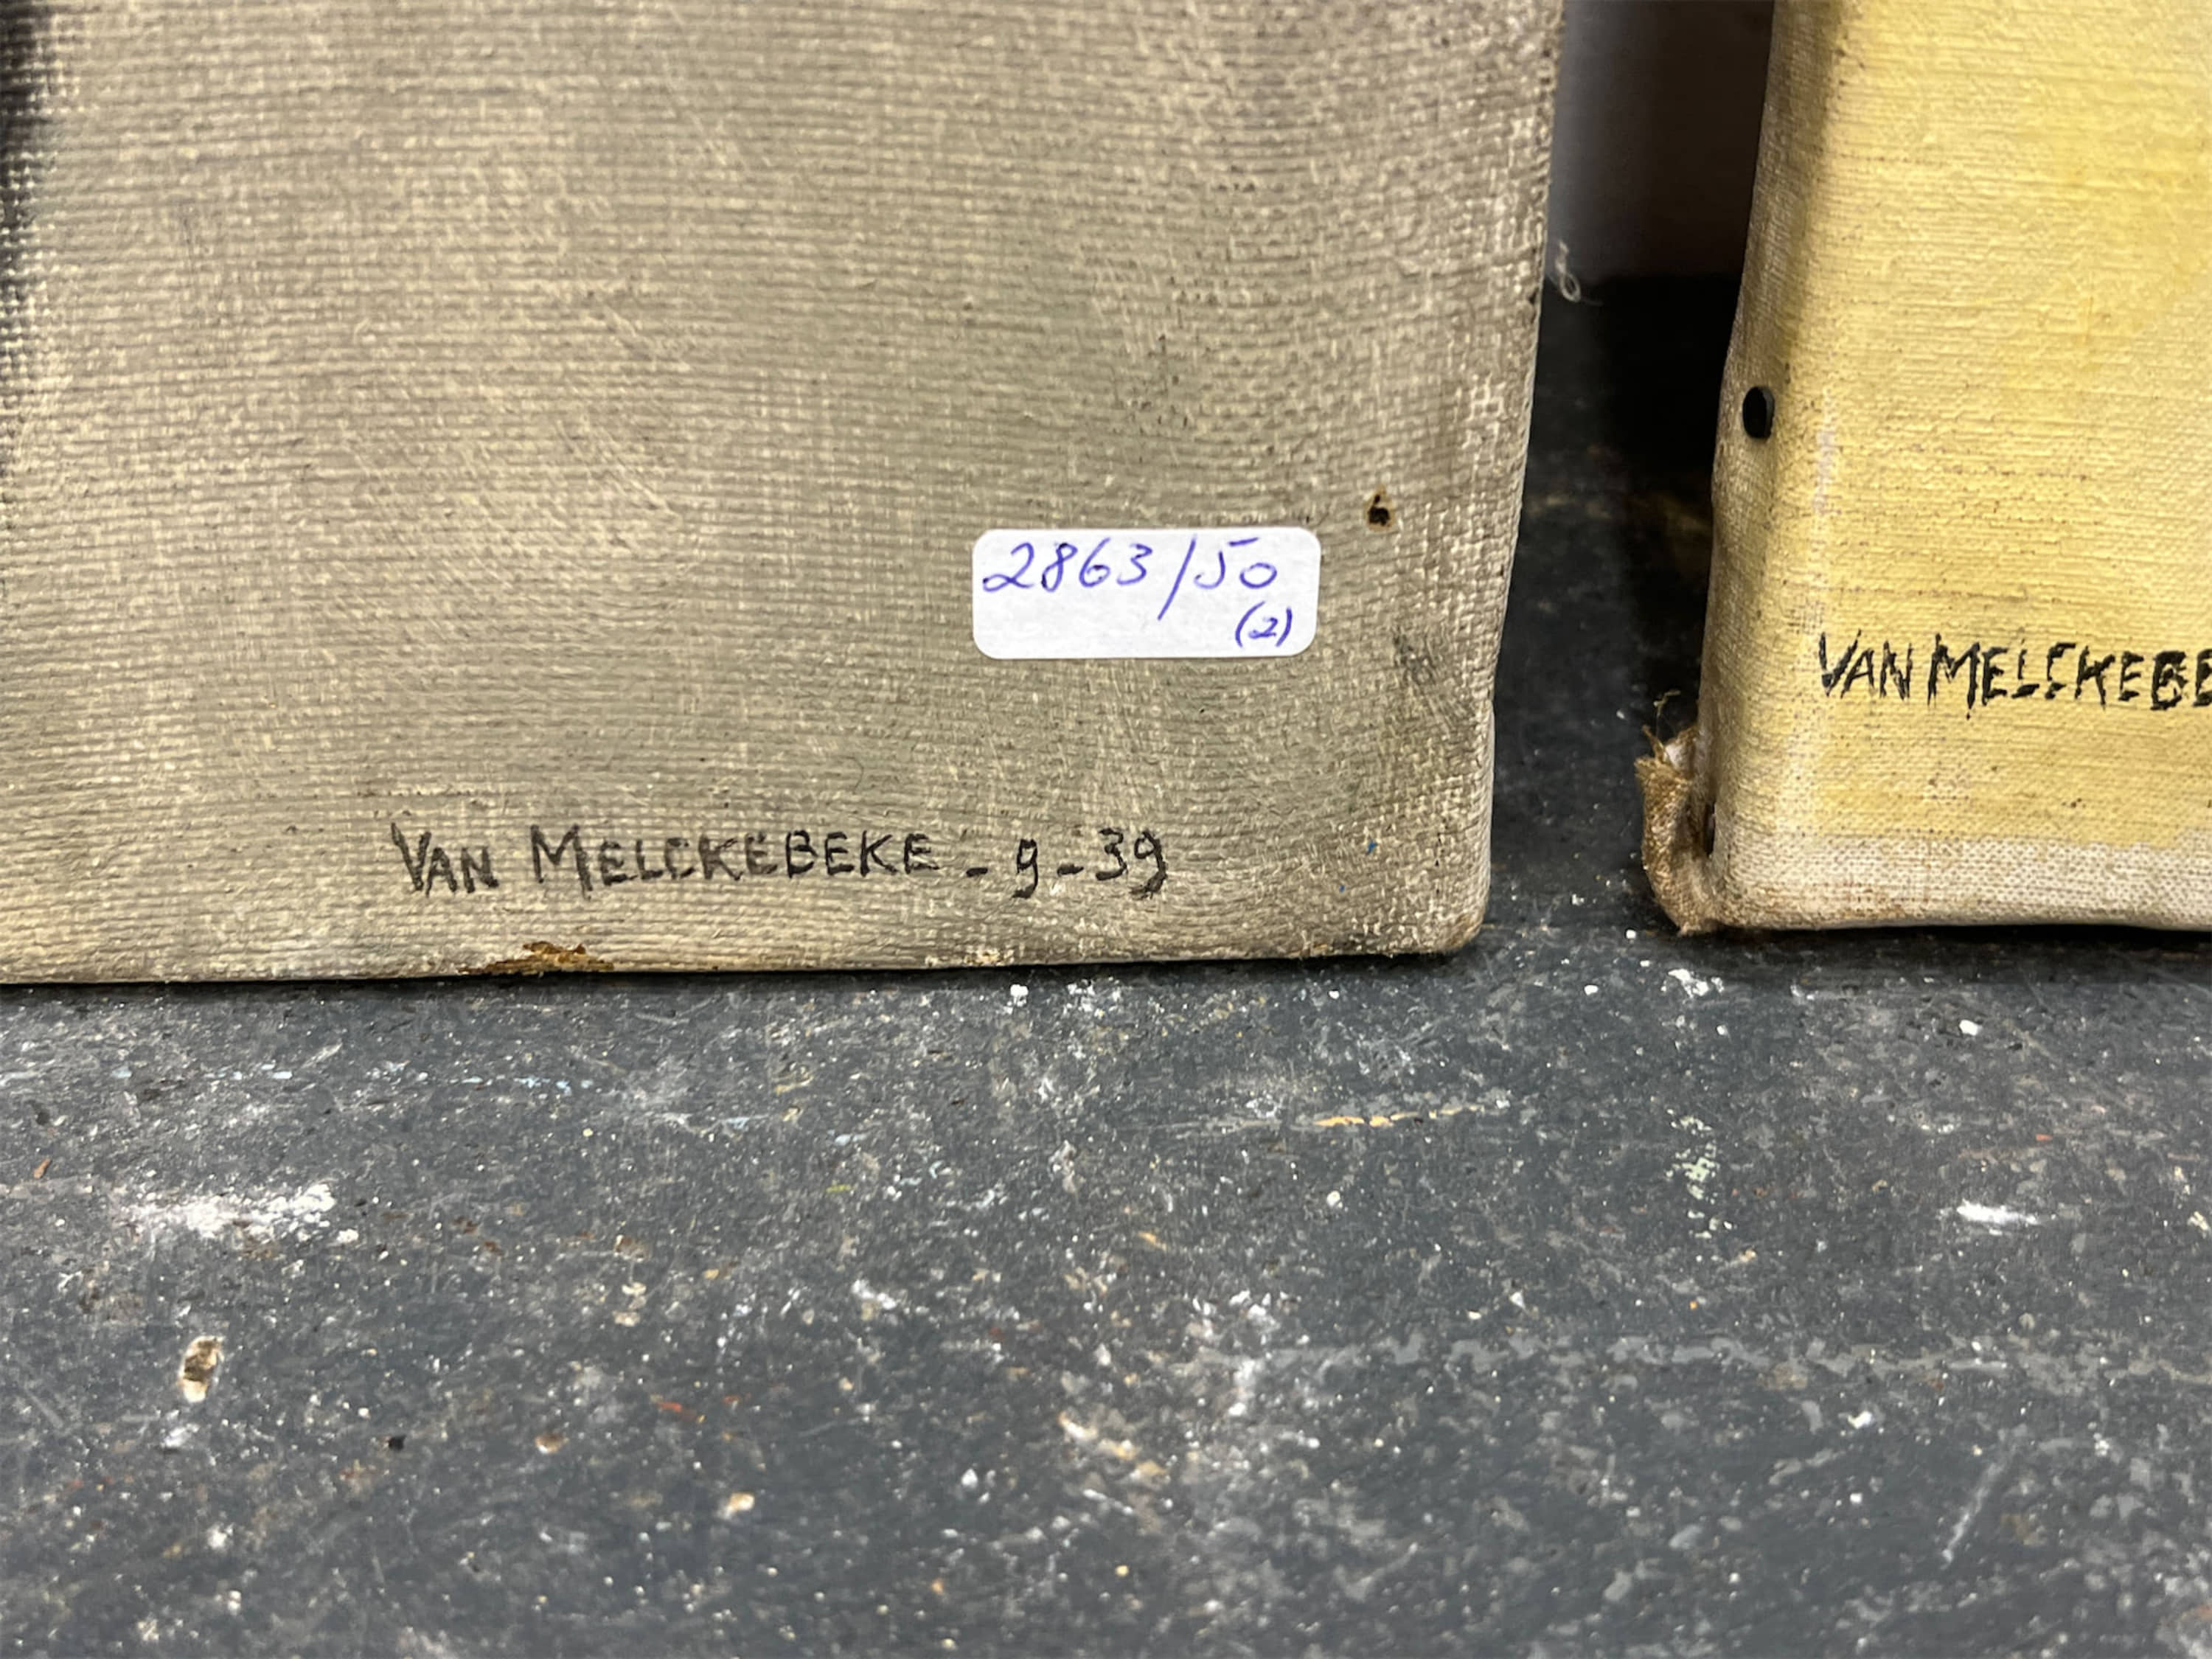 2863/50
(2)
VAN MELCKEBEKE - 9-39
VAN MELCKEBE